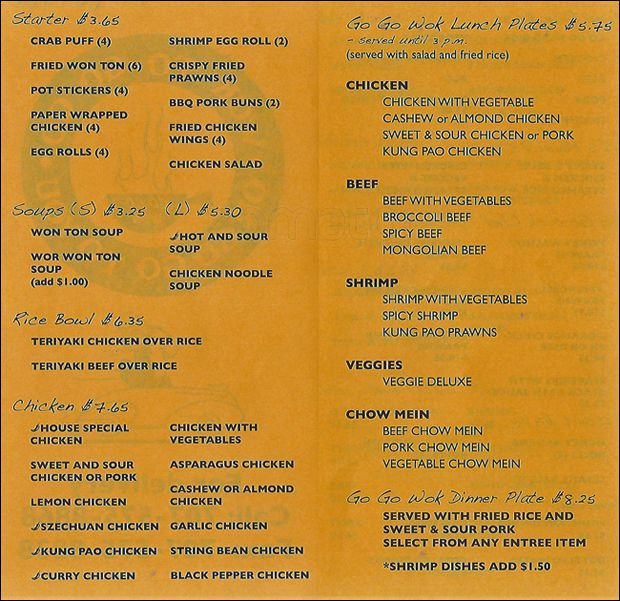 Starter $3.65
CRAB PUFF (4)
FRIED WON TON (6)
POT STICKERS (4)
PAPER WRAPPED
CHICKEN (4)
EGG ROLLS (4)
SHRIMP EGG ROLL (2)
CRISPY FRIED
PRAWNS (4)
BBQ PORK BUNS (2)
FRIED CHICKEN
WINGS (4)
CHICKEN SALAD
Soups (S) $3.25 (L) $5.30
WON TON SOUP
WOR WON TON
SOUP
(add $1.00)
HOT AND SOUR
SOUP
CHICKEN NOODLE
SOUP
Rice Bowl $6.35
TERIYAKI CHICKEN OVER RICE
TERIYAKI BEEF OVER RICE
Chicken $7.65
HOUSE SPECIAL
CHICKEN
SWEET AND SOUR
CHICKEN OR PORK
LEMON CHICKEN
SZECHUAN CHICKEN
KUNG PAO CHICKEN
CURRY CHICKEN
CHICKEN WITH
VEGETABLES
ASPARAGUS CHICKEN
CASHEW OR ALMOND
CHICKEN
GARLIC CHICKEN
STRING BEAN CHICKEN
BLACK PEPPER CHICKEN
Go Go Wok Lunch Plates $5.75
- served until 3 p.m.
(served with salad and fried rice)
CHICKEN
CHICKEN WITH VEGETABLE
CASHEW or ALMOND CHICKEN
SWEET & SOUR CHICKEN or PORK
KUNG PAO CHICKEN
BEEF
BEEF WITH VEGETABLES
BROCCOLI BEEF
SPICY BEEF
MONGOLIAN BEEF
SHRIMP
SHRIMP WITH VEGETABLES
SPICY SHRIMP
KUNG PAO PRAWNS
VEGGIES
VEGGIE DELUXE
CHOW MEIN
BEEF CHOW MEIN
PORK CHOW MEIN
VEGETABLE CHOW MEIN
Go Go Wok Dinner Plate $8.25
SERVED WITH FRIED RICE AND
SWEET & SOUR PORK
SELECT FROM ANY ENTREE ITEM
*SHRIMP DISHES ADD $1.50